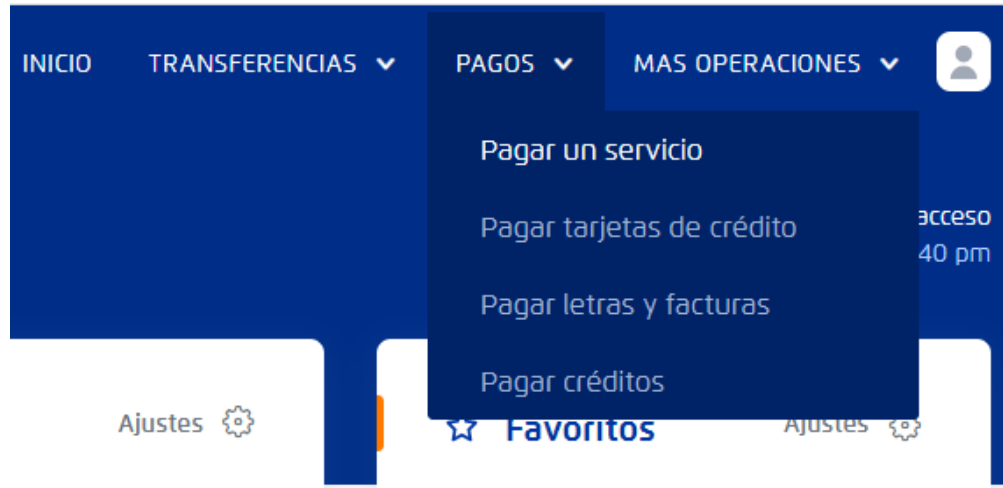 INICIO TRANSFERENCIAS PAGOS MAS OPERACIONES
Pagar un servicio
Pagar tarjetas de crédito
acceso
40 pm
Pagar letras y facturas
Pagar créditos
Ajustes
Favoritos Ajustes